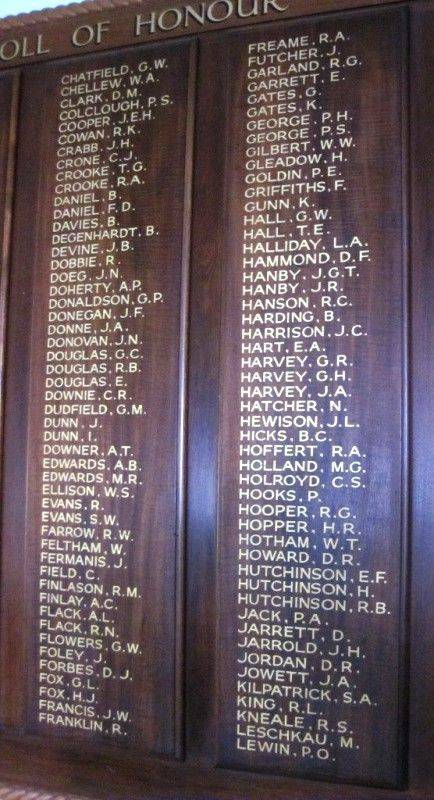 OLL OF HONOUR
CHATFIELD, G.W.
CHELLEW, W.A.
CLARK, D.M.
COLCLOUGH, P.S.
COOPER, J.E.H.
COWAN, R.K.
CRABB, J.H.
CRONE, C.J.
CROOKE, T.G.
CROOKE, R.A.
DANIEL, B.
DANIEL, F.D.
DAVIES, B.
DEGENHARDT, B.
DEVINE, J.B.
DOBBIE, R.
DOEG, J.N.
DOHERTY, A.P.
DONALDSON, G.P.
DONEGAN, J.F.
DONNE, J.A.
DONOVAN, J.N.
DOUGLAS, G.C.
DOUGLAS, R.B.
DOUGLAS, E.
DOWNIE, C.R.
DUDFIELD, G.M.
DUNN, J.
DUNN, I.
DOWNER, A.T.
EDWARDS, A.B.
EDWARDS, M.R.
ELLISON, W.S.
EVANS, R.
EVANS, S.W.
FARROW, R.W.
FELTHAM, W.
FERMANIS, J.
FIELD, C.
FINLASON, R.M.
FINLAY, A.C.
FLACK, A.L.
FLACK, R.N.
FLOWERS, G.W.
FOLEY, J.
FORBES, D.J.
FOX, G.L.
FOX, H.J.
FRANCIS, J.W.
FRANKLIN, R.
FREAME, R.A.
FUTCHER, J.
GARLAND, R.G.
GARRETT, E.
GATES, G.
GATES, K.
GEORGE, P.H.
GEORGE, P.S.
GILBERT, W.W.
GLEADOW, H.
GOLDIN, P.E.
GRIFFITHS, F.
GUNN, K.
HALL, G.W.
HALL, T.E.
HALLIDAY, L.A.
HAMMOND, D.F.
HANBY, J.G.T.
HANBY, J.R.
HANSON, R.C.
HARDING, B.
HARRISON, J.C.
HART, E.A.
HARVEY, G.R.
HARVEY, G.H.
HARVEY, J.A.
HATCHER, N.
HEWISON, J.L.
HICKS, B.C.
HOFFERT, R.A.
HOLLAND, M.G.
HOLROYD, C.S.
HOOKS, P.
HOOPER, R.G.
HOPPER, H.R.
HOTHAM, W.T.
HOWARD, D.R.
HUTCHINSON, E.F.
HUTCHINSON, H.
HUTCHINSON, R.B.
JACK, P.A.
JARRETT, D.
JARROLD, J.H.
JORDAN, D.R.
JOWETT, J.A.
KILPATRICK, S.A.
KING, R.L.
KNEALE, R.S.
LESCHKAU, M.
LEWIN, P.O.